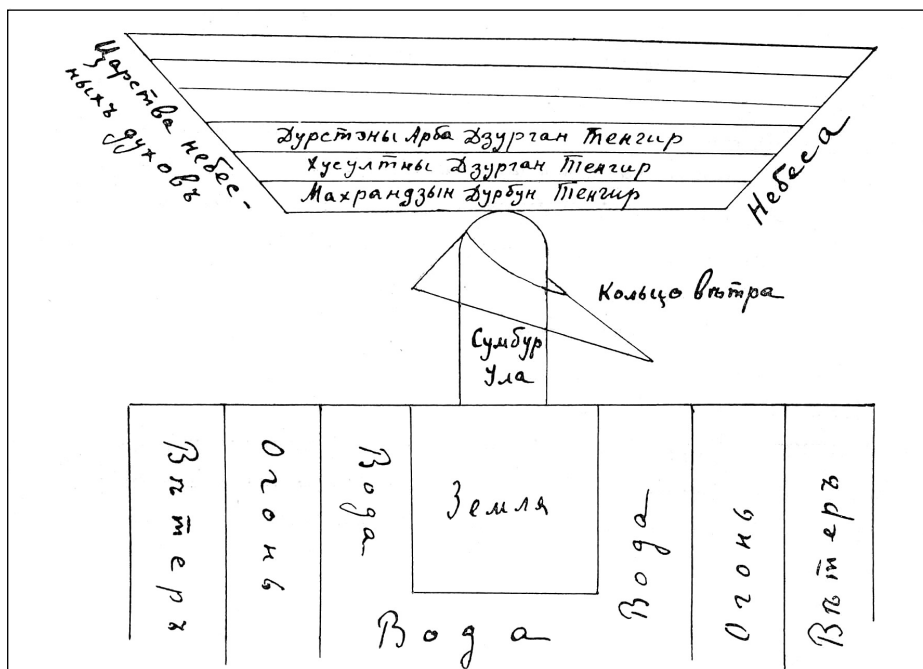 Царства небес-
ныхъ духовъ
Небеса
Дурстэны Арба Дзурган Тенгир
Хусултны Дзурган Тенгир
Махрандзын Дурбун Тенгир
Кольцо вѣтра
Сумбур
Ула
Вѣтеръ
Огонь
Вода
Земля
Вода
Огонь
Вѣтеръ
Вода